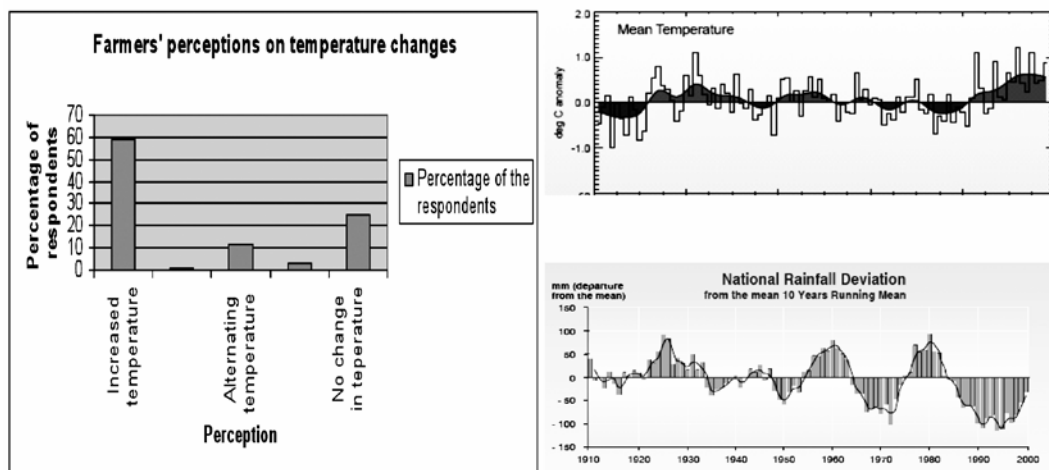 Farmers' perceptions on temperature changes
Percentage of
respondents
70
60
50
40
30
20
10
0
Increased
temperature
Alternating
temperature
No change
in teperature
Perception
Percentage of the
respondents
Mean Temperature
deg C anomaly
2.0
1.0
0.0
-1.0
National Rainfall Deviation
from the mean 10 Years Running Mean
mm (departure
from the mean)
150
100
50
0
- 50
- 100
-150
1910
1920
1930
1940
1950
1960
1970
1980
1990
2000